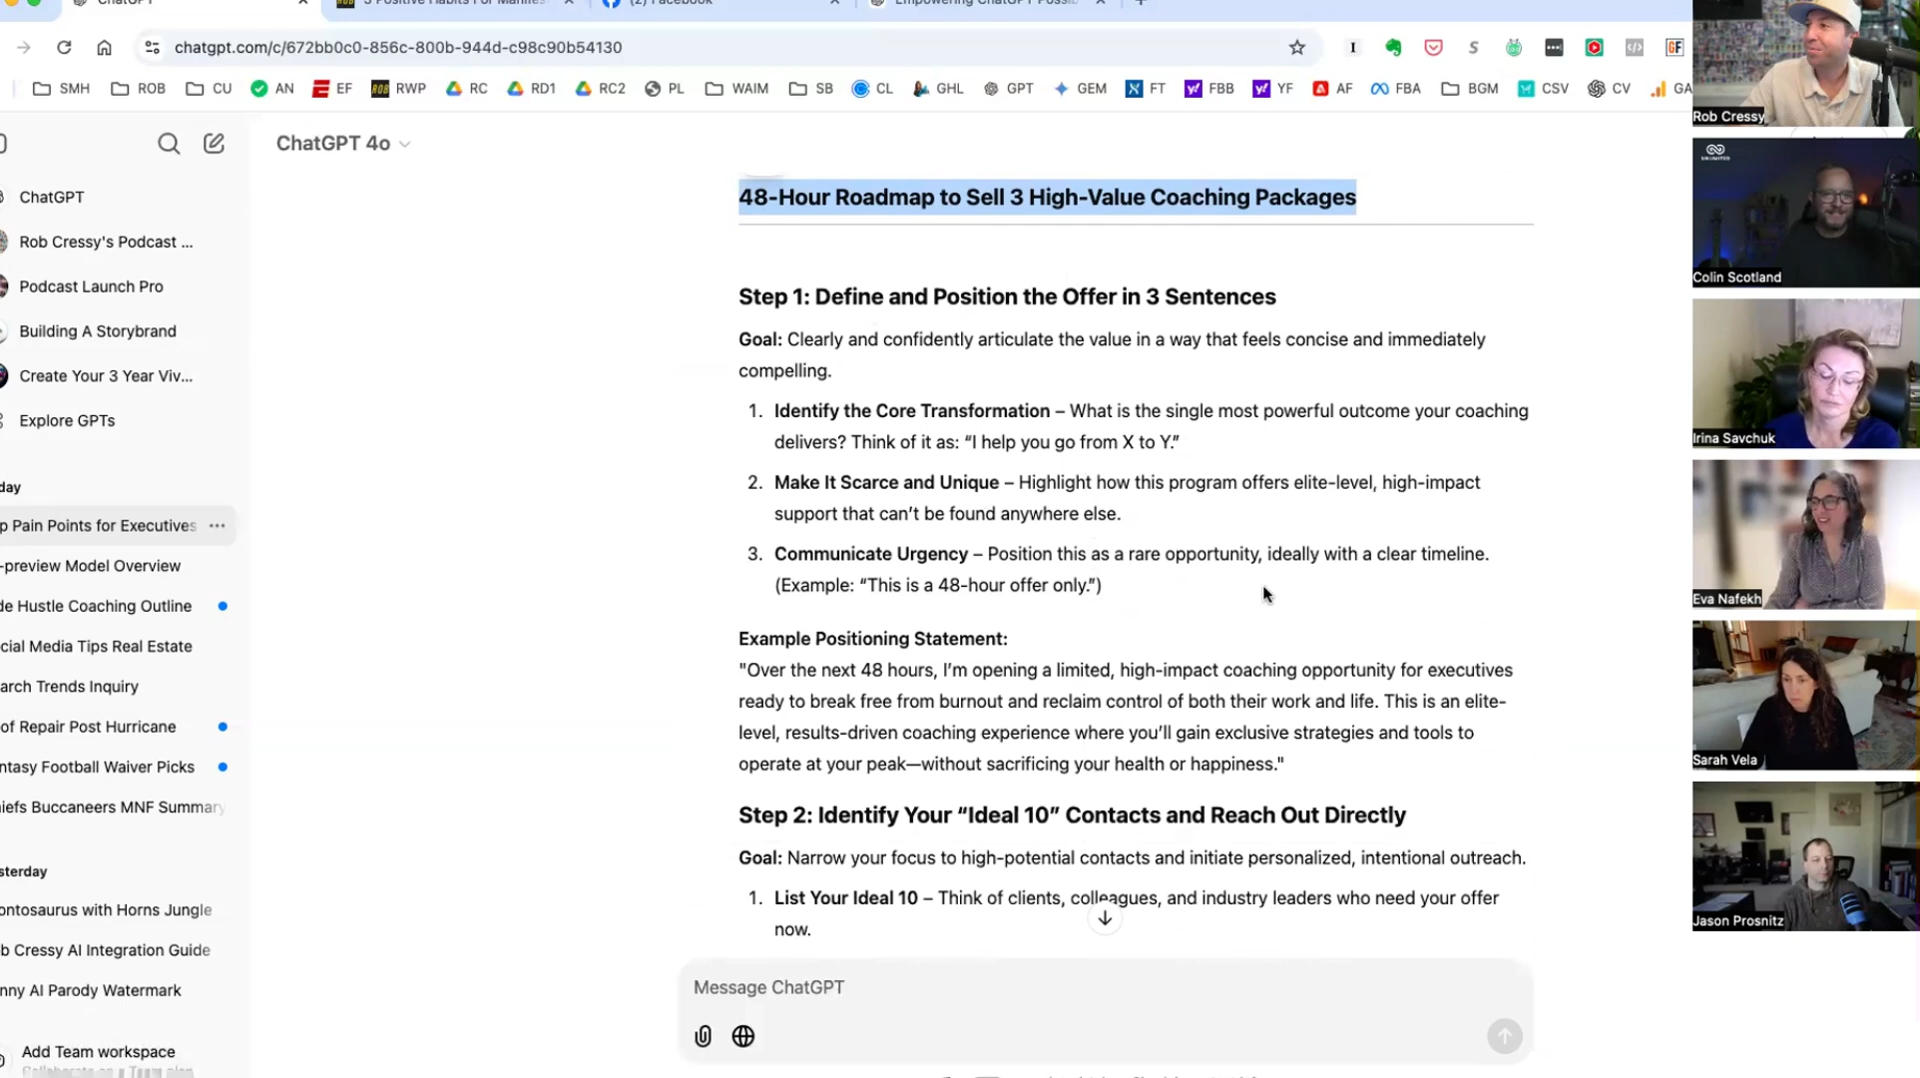 ChatGPT
3 Positive Habits For Manifes
(2) Facebook
Empowering ChatGPT Possib
chatgpt.com/c/672bb0c0-856c-800b-944d-c98c90b54130
SMH ROB CU AN EF RWP RC RD1 RC2 PL WAIM SB CL GHL GPT GEM FT FBB YF AF FBA BGM CSV CV GA
ChatGPT 4o
ChatGPT
Rob Cressy's Podcast ...
Podcast Launch Pro
Building A Storybrand
Create Your 3 Year Viv...
Explore GPTs
day
p Pain Points for Executives
-preview Model Overview
de Hustle Coaching Outline
cial Media Tips Real Estate
arch Trends Inquiry
of Repair Post Hurricane
ntasy Football Waiver Picks
iefs Buccaneers MNF Summary
sterday
ontosaurus with Horns Jungle
b Cressy AI Integration Guide
nny AI Parody Watermark
Add Team workspace
48-Hour Roadmap to Sell 3 High-Value Coaching Packages
Step 1: Define and Position the Offer in 3 Sentences
Goal: Clearly and confidently articulate the value in a way that feels concise and immediately
compelling.
1. Identify the Core Transformation – What is the single most powerful outcome your coaching
delivers? Think of it as: “I help you go from X to Y.”
2. Make It Scarce and Unique – Highlight how this program offers elite-level, high-impact
support that can’t be found anywhere else.
3. Communicate Urgency – Position this as a rare opportunity, ideally with a clear timeline.
(Example: “This is a 48-hour offer only.”)
Example Positioning Statement:
"Over the next 48 hours, I’m opening a limited, high-impact coaching opportunity for executives
ready to break free from burnout and reclaim control of both their work and life. This is an elite-
level, results-driven coaching experience where you’ll gain exclusive strategies and tools to
operate at your peak—without sacrificing your health or happiness."
Step 2: Identify Your “Ideal 10” Contacts and Reach Out Directly
Goal: Narrow your focus to high-potential contacts and initiate personalized, intentional outreach.
1. List Your Ideal 10 – Think of clients, colleagues, and industry leaders who need your offer
now.
Message ChatGPT
Rob Cressy
UNLIMITED
Colin Scotland
Irina Savchuk
Eva Nafekh
Sarah Vela
Jason Prosnitz